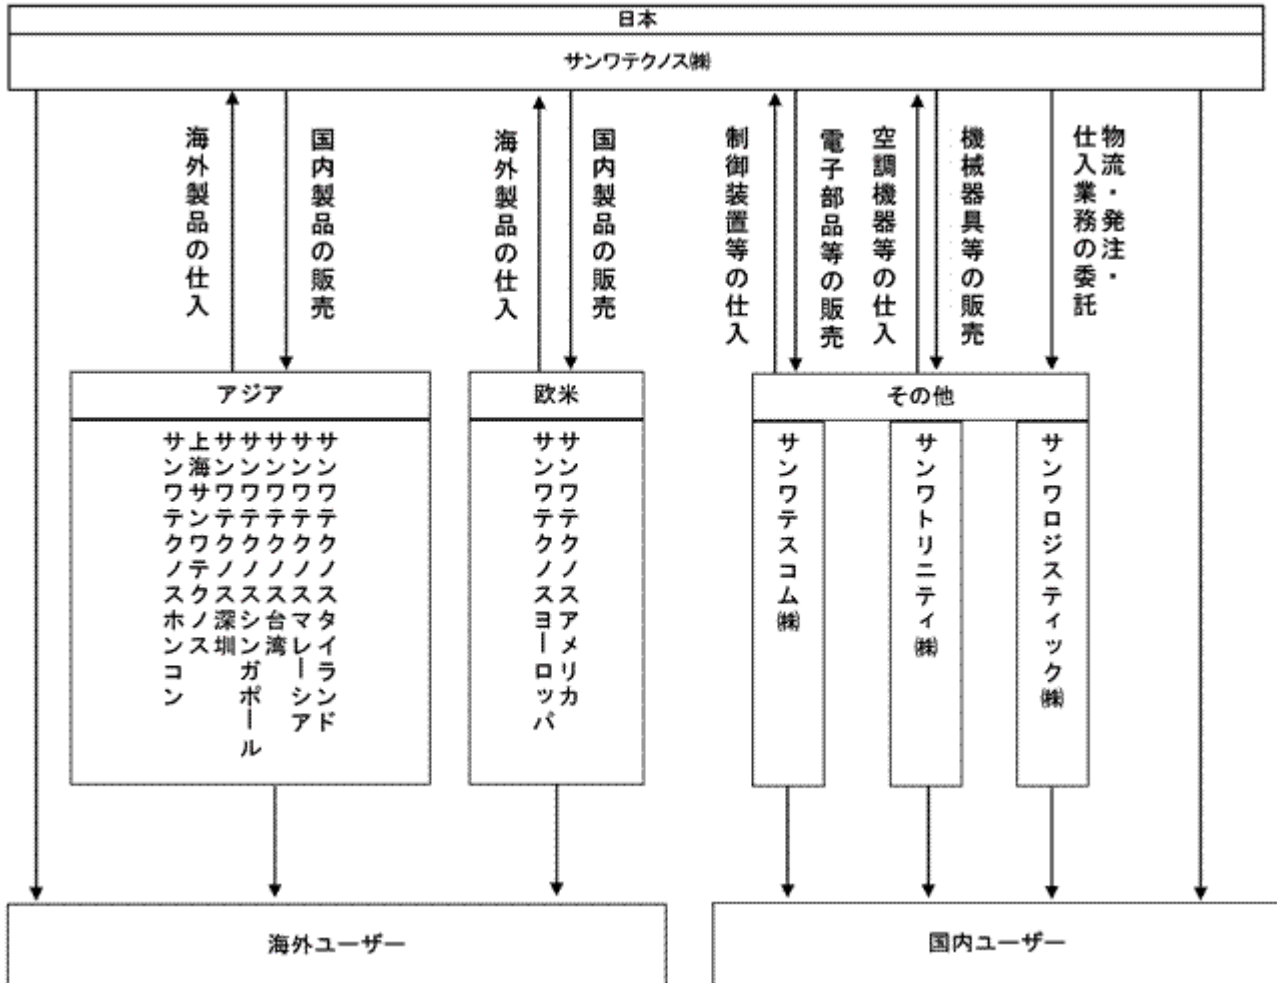 日本
サンワテクノス㈱
海外製品の仕入
国内製品の販売
海外製品の仕入
国内製品の販売
制御装置等の仕入
電子部品等の販売
空調機器等の仕入
機械器具等の販売
物流・発注・
仕入業務の委託
アジア
サンワテクノスタイランド
サンワテクノスマレーシア
サンワテクノス台湾
サンワテクノスシンガポール
サンワテクノス深圳
上海サンワテクノス
サンワテクノスホンコン
欧米
サンワテクノスアメリカ
サンワテクノスヨーロッパ
その他
サンワテスコム㈱
サンワトリニティ㈱
サンワロジスティック㈱
海外ユーザー
国内ユーザー